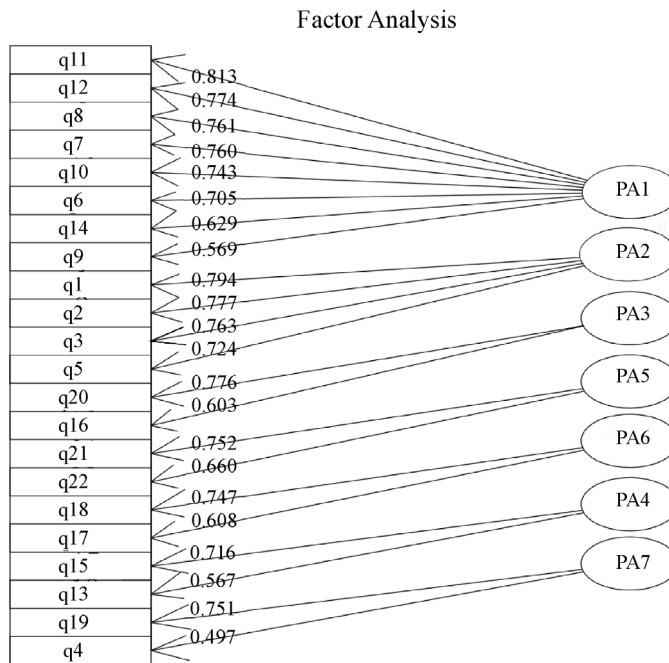 Factor Analysis
q11
q12
q8
q7
q10
q6
q14
q9
q1
q2
q3
q5
q20
q16
q21
q22
q18
q17
q15
q13
q19
q4
0.813
0.774
0.761
0.760
0.743
0.705
0.629
0.569
0.794
0.777
0.763
0.724
0.776
0.603
0.752
0.660
0.747
0.608
0.716
0.567
0.751
0.497
PA1
PA2
PA3
PA5
PA6
PA4
PA7